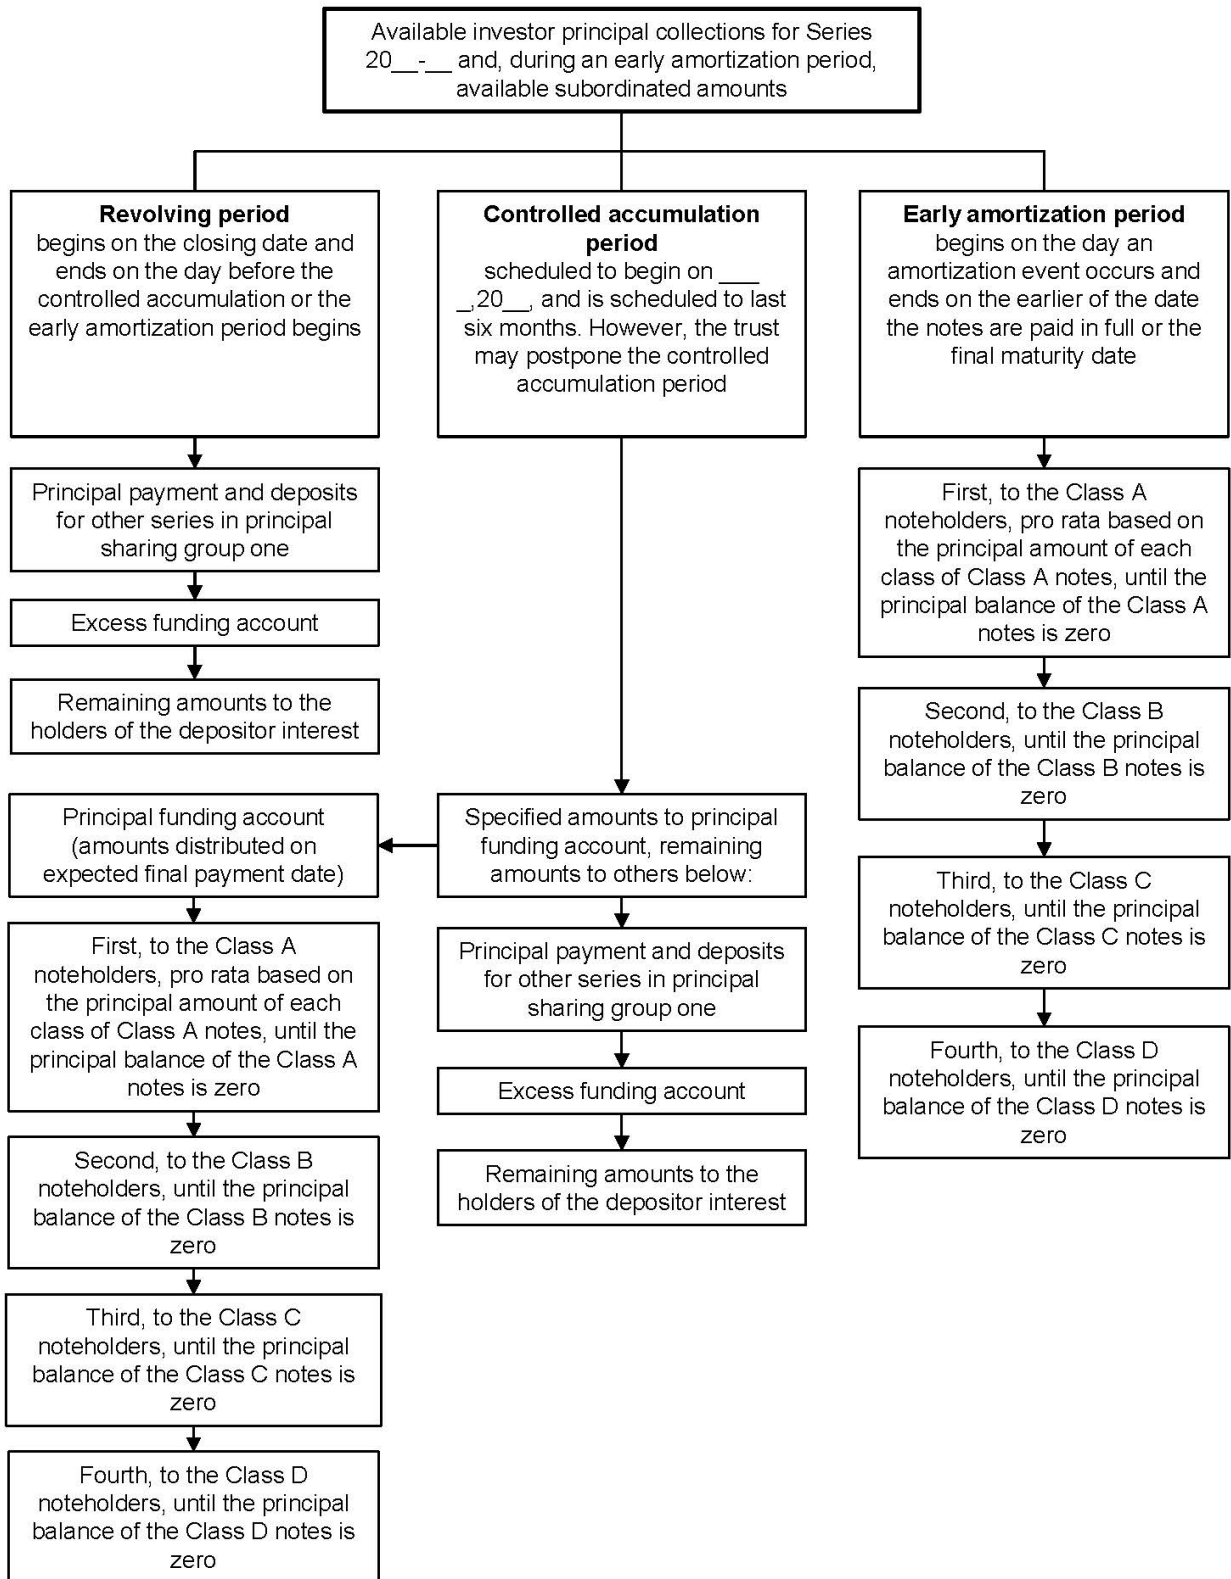 Available investor principal collections for Series
20__-__ and, during an early amortization period,
available subordinated amounts
Revolving period
begins on the closing date and
ends on the day before the
controlled accumulation or the
early amortization period begins
Controlled accumulation
period
scheduled to begin on ___
_,20__, and is scheduled to last
six months. However, the trust
may postpone the controlled
accumulation period
Early amortization period
begins on the day an
amortization event occurs and
ends on the earlier of the date
the notes are paid in full or the
final maturity date
Principal payment and deposits
for other series in principal
sharing group one
Excess funding account
Remaining amounts to the
holders of the depositor interest
First, to the Class A
noteholders, pro rata based on
the principal amount of each
class of Class A notes, until the
principal balance of the Class A
notes is zero
Second, to the Class B
noteholders, until the principal
balance of the Class B notes is
zero
Third, to the Class C
noteholders, until the principal
balance of the Class C notes is
zero
Fourth, to the Class D
noteholders, until the principal
balance of the Class D notes is
zero
Specified amounts to principal
funding account, remaining
amounts to others below:
Principal payment and deposits
for other series in principal
sharing group one
Excess funding account
Remaining amounts to the
holders of the depositor interest
Principal funding account
(amounts distributed on
expected final payment date)
First, to the Class A
noteholders, pro rata based on
the principal amount of each
class of Class A notes, until the
principal balance of the Class A
notes is zero
Second, to the Class B
noteholders, until the principal
balance of the Class B notes is
zero
Third, to the Class C
noteholders, until the principal
balance of the Class C notes is
zero
Fourth, to the Class D
noteholders, until the principal
balance of the Class D notes is
zero